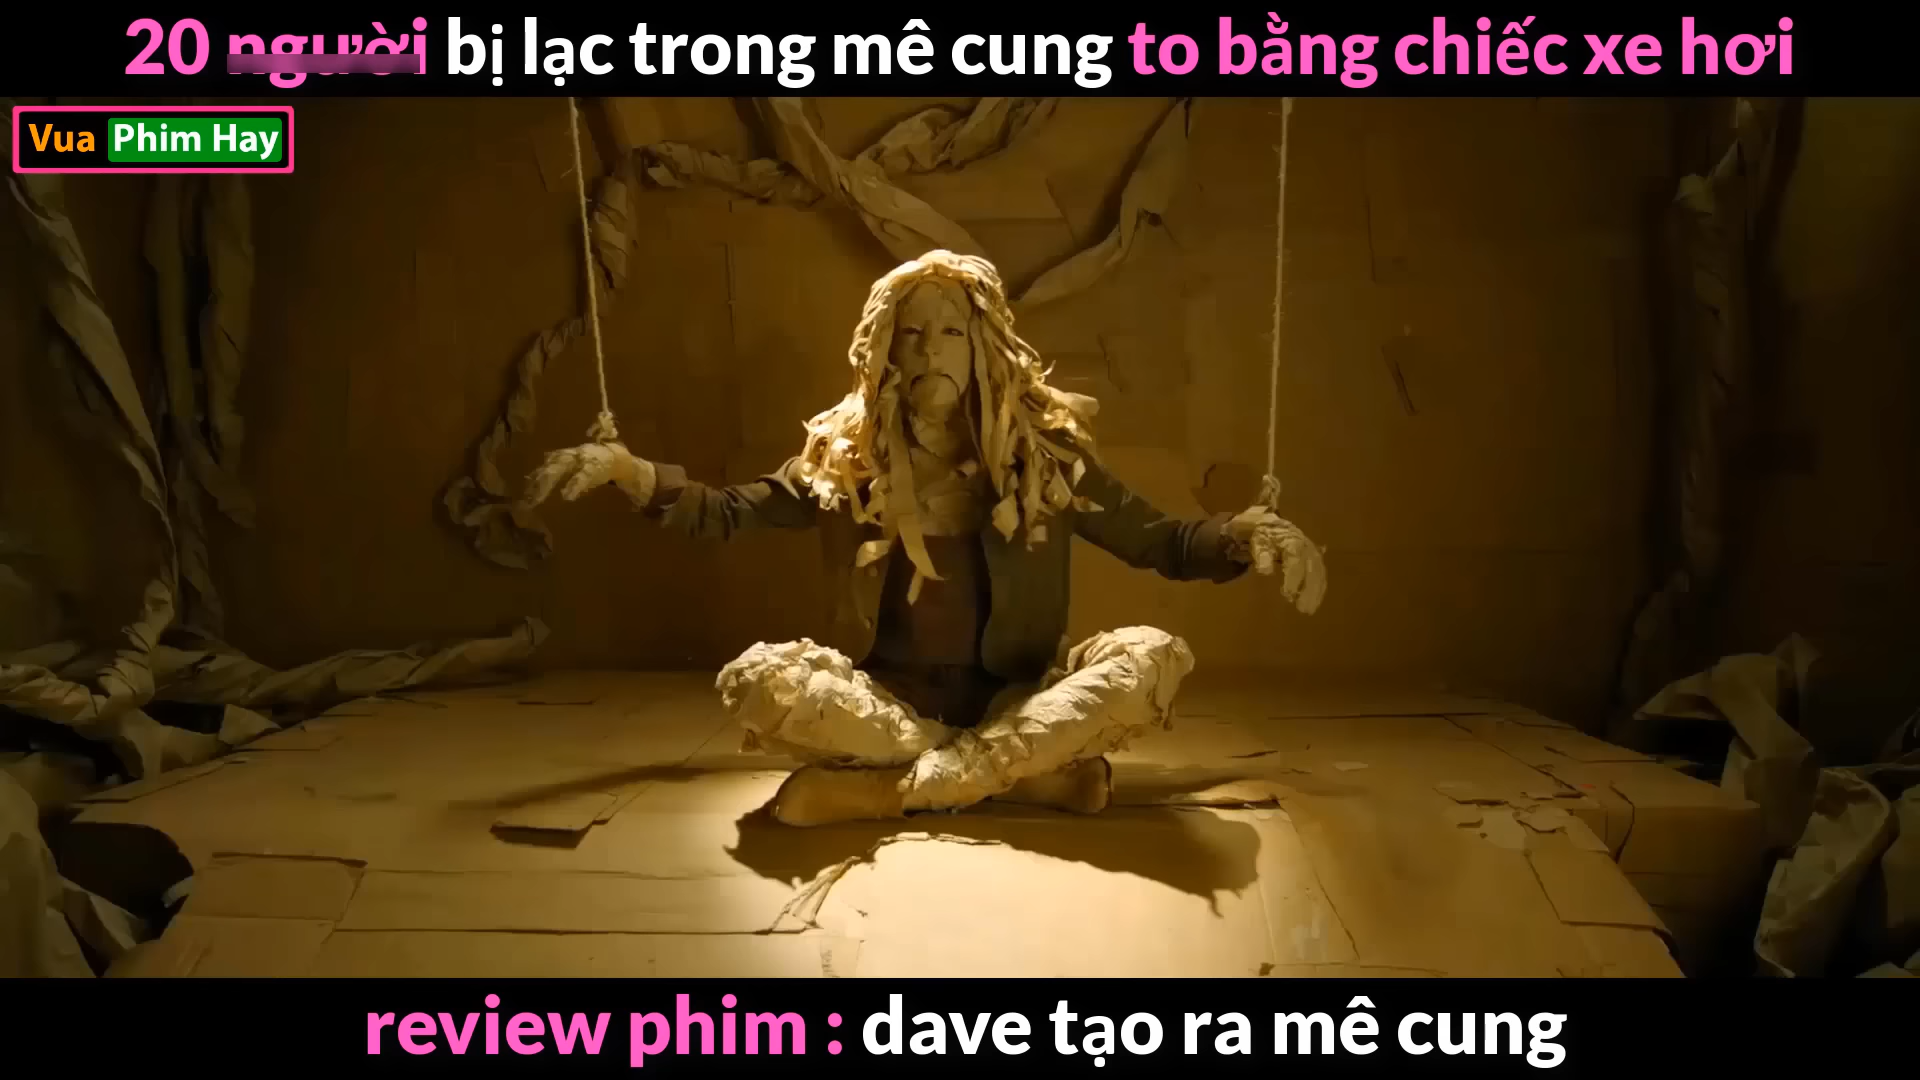 20 người bị lạc trong mê cung to bằng chiếc xe hơi
Vua Phim Hay
review phim : dave tạo ra mê cung